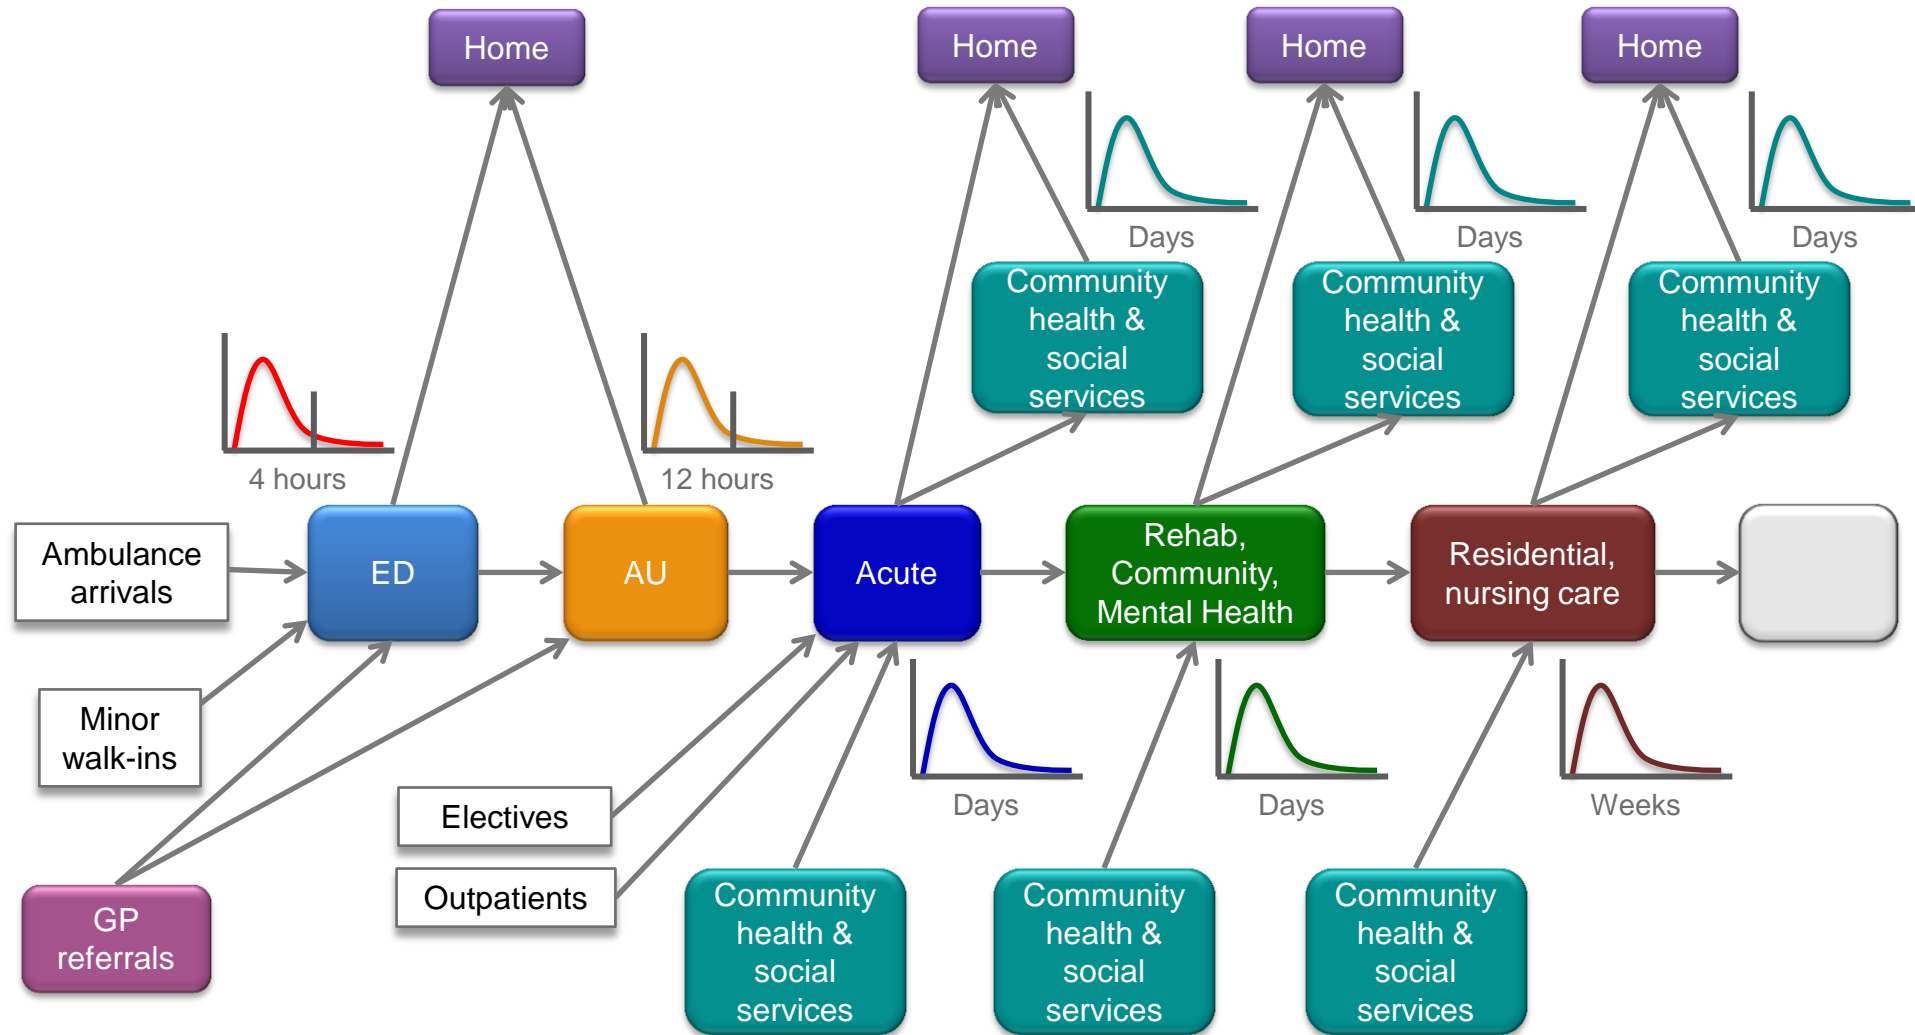 Home
Home
Home
Home
Days
Days
Days
Community
health &
social
services
Community
health &
social
services
Community
health &
social
services
4 hours
12 hours
Ambulance
arrivals
ED
AU
Acute
Rehab,
Community,
Mental Health
Residential,
nursing care
Minor
walk-ins
Electives
Outpatients
Days
Days
Weeks
GP
referrals
Community
health &
social
services
Community
health &
social
services
Community
health &
social
services